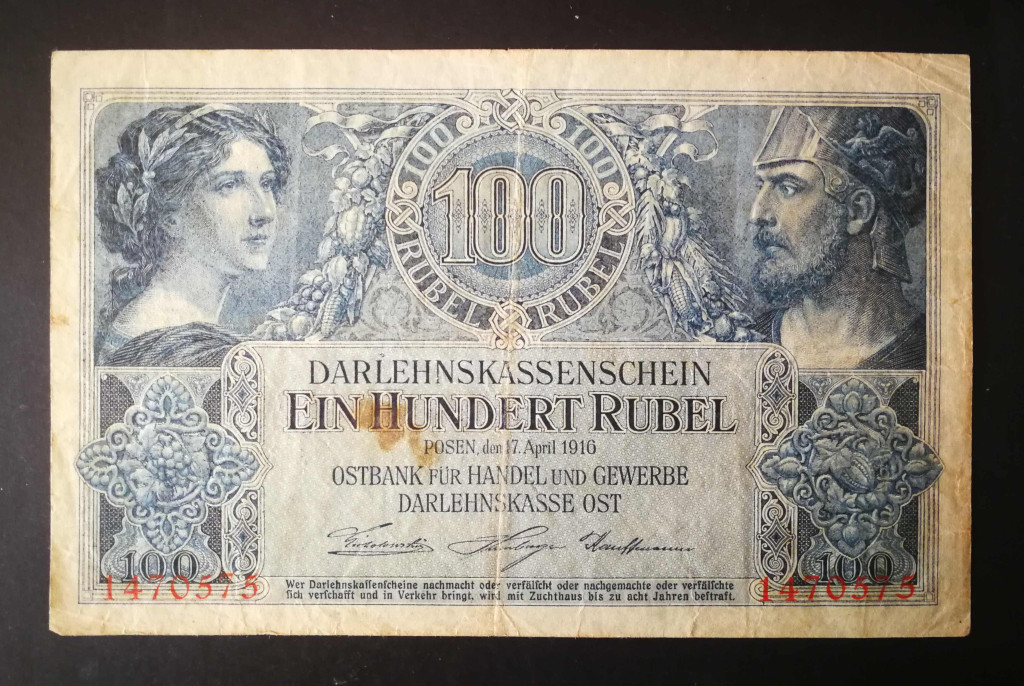 100 100
100
RUBEL RUBEL
DARLEHNSKASSENSCHEIN
EIN HUNDERT RUBEL
POSEN, den 17. April 1916
OSTBANK FÜR HANDEL UND GEWERBE
DARLEHNSKASSE OST
Hamburger Kauffmann
100 100
1470575 1470575
Wer Darlehnskaſſenſcheine nachmacht oder verfälſcht oder nachgemachte oder verfälſchte
ſich verſchafft und in Verkehr bringt, wird mit Zuchthaus bis zu acht Jahren beſtraft.